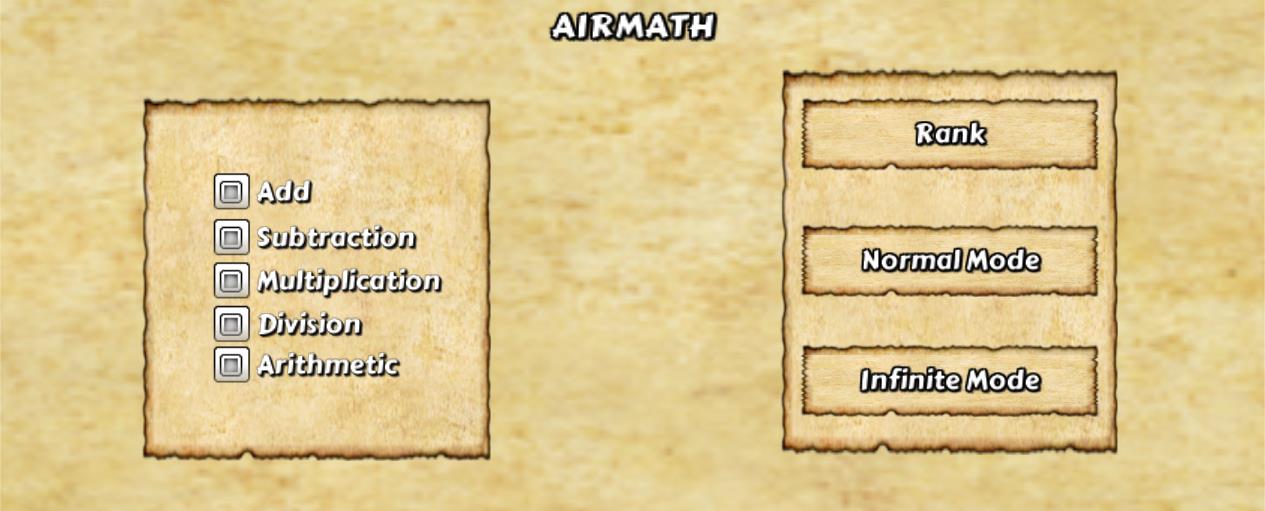 AIRMATH
Add
Subtraction
Multiplication
Division
Arithmetic
Rank
Normal Mode
Infinite Mode